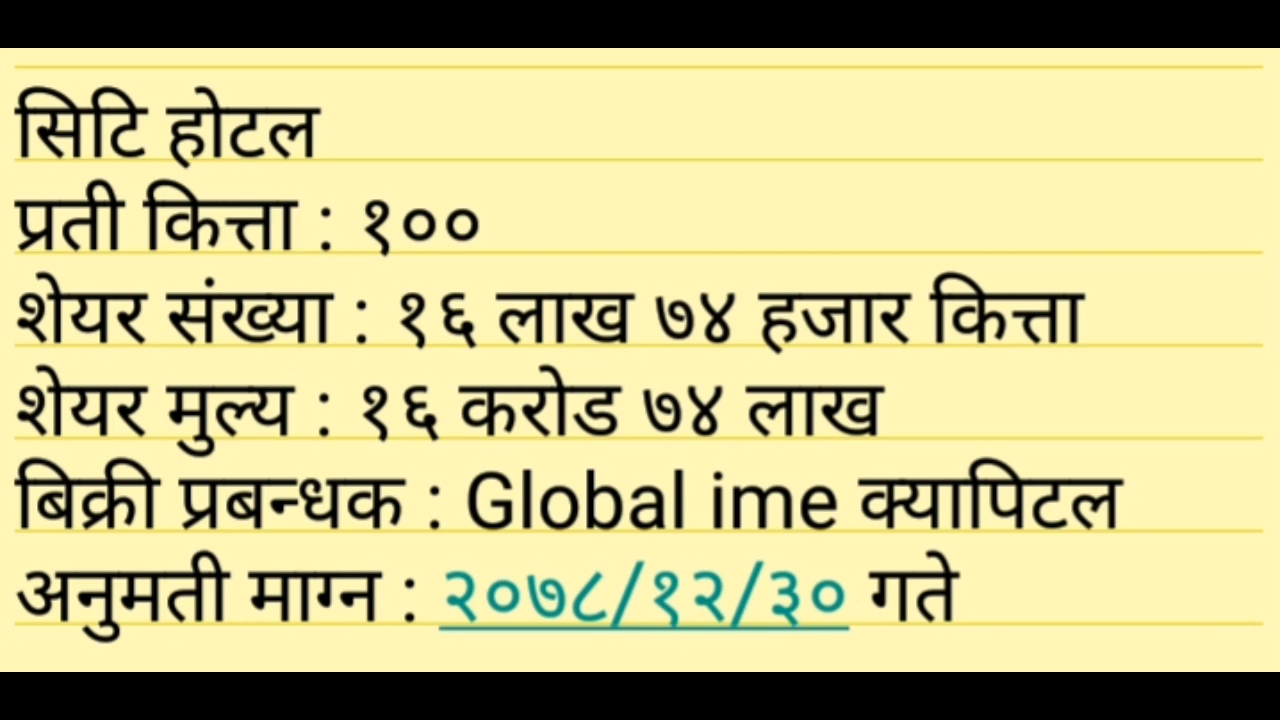 सिटि होटल
प्रती कित्ता : १००
शेयर संख्या : १६ लाख ७४ हजार कित्ता
शेयर मुल्य : १६ करोड ७४ लाख
बिक्री प्रबन्धक : Global ime क्यापिटल
अनुमती माग्न : २०७८/१२/३० गते